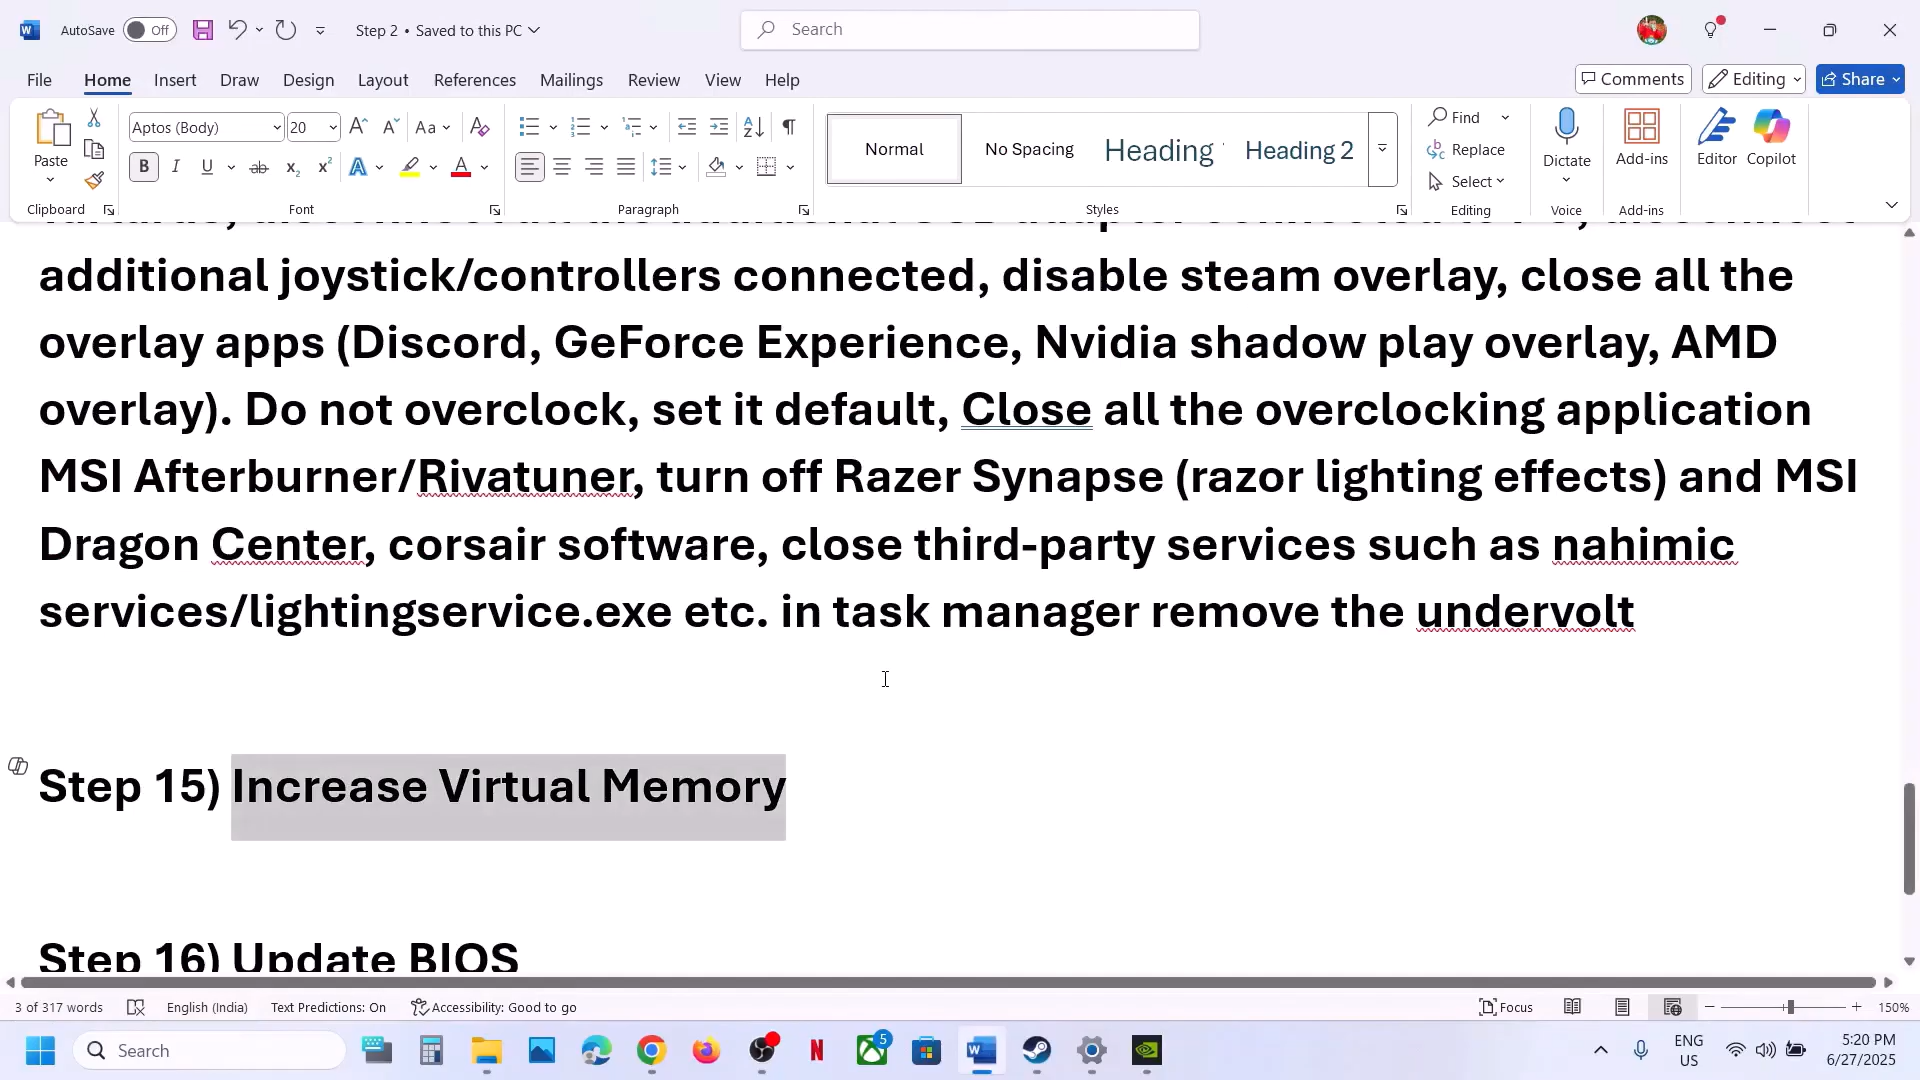 AutoSave Off Step 2 • Saved to this PC Search
File Home Insert Draw Design Layout References Mailings Review View Help Comments Editing Share
Paste Aptos (Body) 20 Aa Normal No Spacing Heading Heading 2 Find Replace Select Dictate Add-ins Editor Copilot
Clipboard Font Paragraph Styles Editing Voice Add-ins
additional joystick/controllers connected, disable steam overlay, close all the
overlay apps (Discord, GeForce Experience, Nvidia shadow play overlay, AMD
overlay). Do not overclock, set it default, Close all the overclocking application
MSI Afterburner/Rivatuner, turn off Razer Synapse (razor lighting effects) and MSI
Dragon Center, corsair software, close third-party services such as nahimic
services/lightingservice.exe etc. in task manager remove the undervolt
Step 15) Increase Virtual Memory
Step 16) Update BIOS
3 of 317 words English (India) Text Predictions: On Accessibility: Good to go Focus 150%
Search 5 ENG US 5:20 PM 6/27/2025